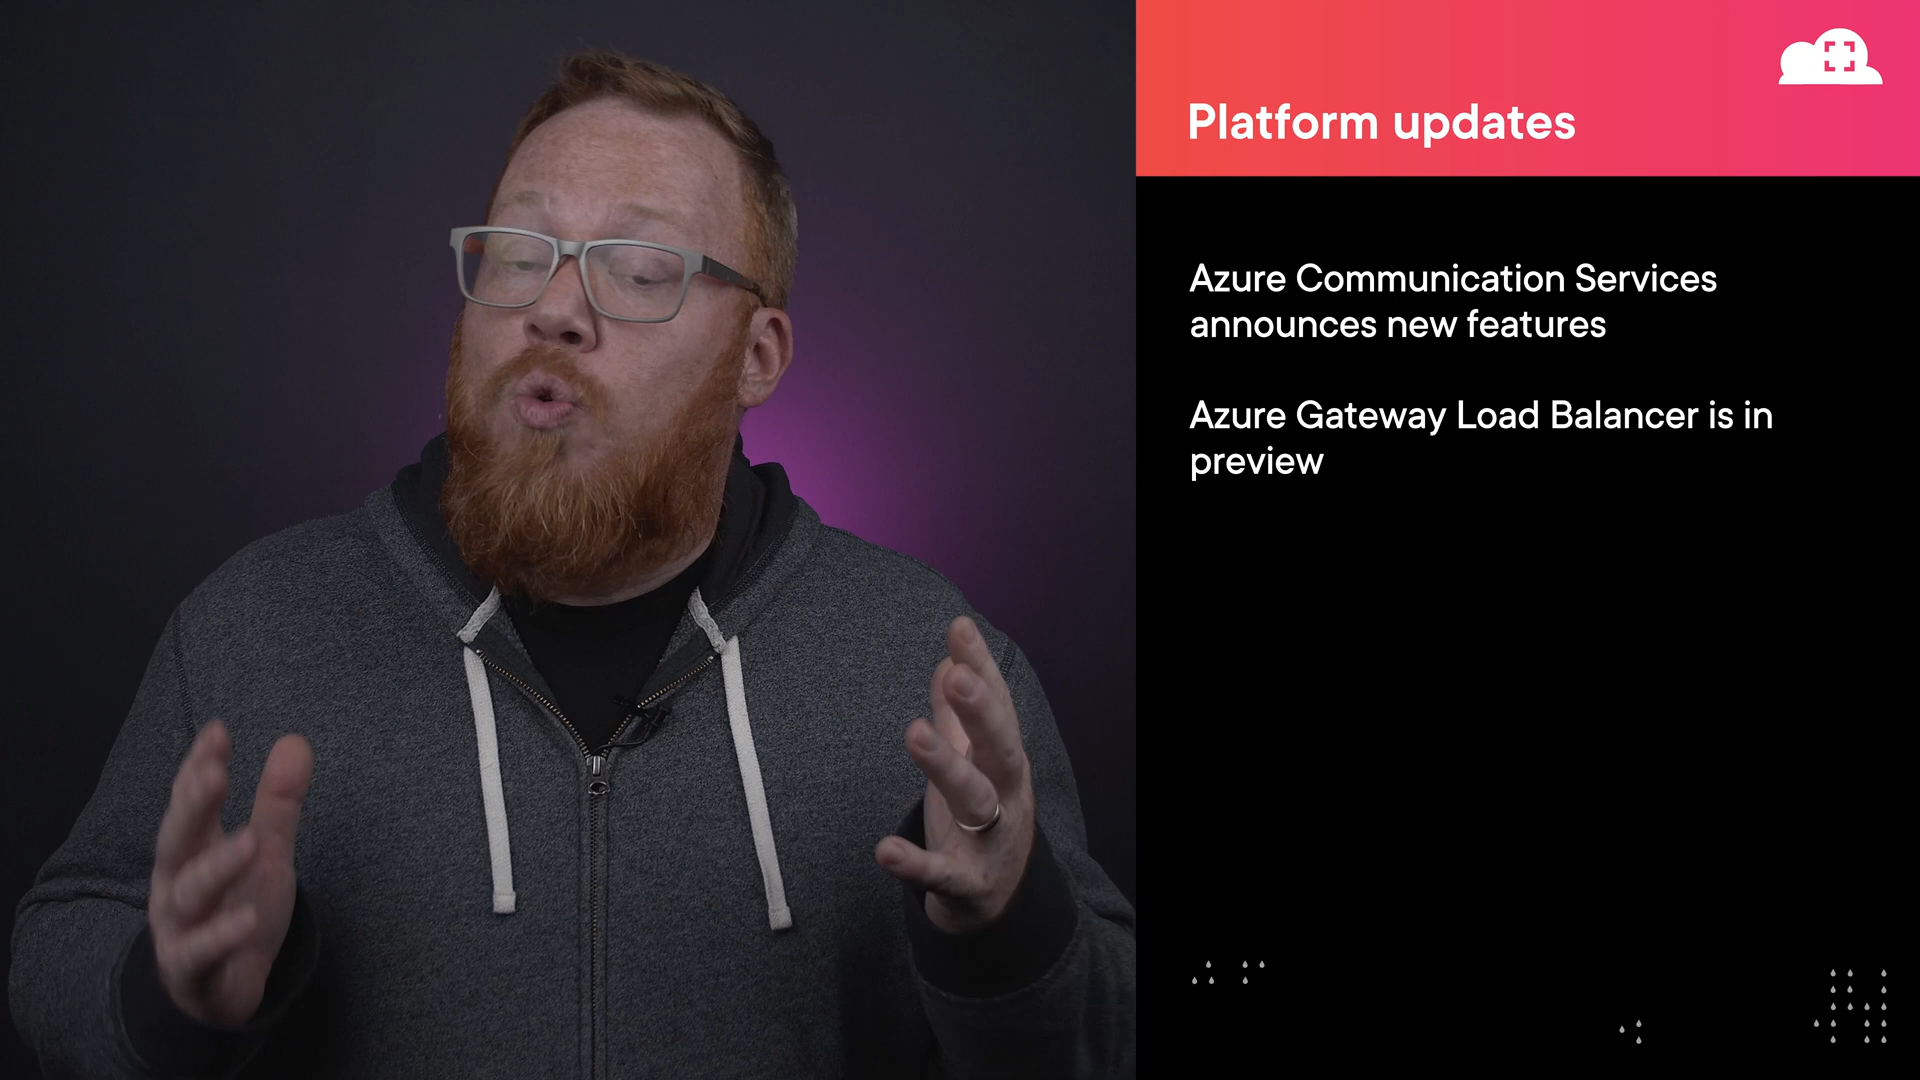 Platform updates
Azure Communication Services
announces new features
Azure Gateway Load Balancer is in
preview